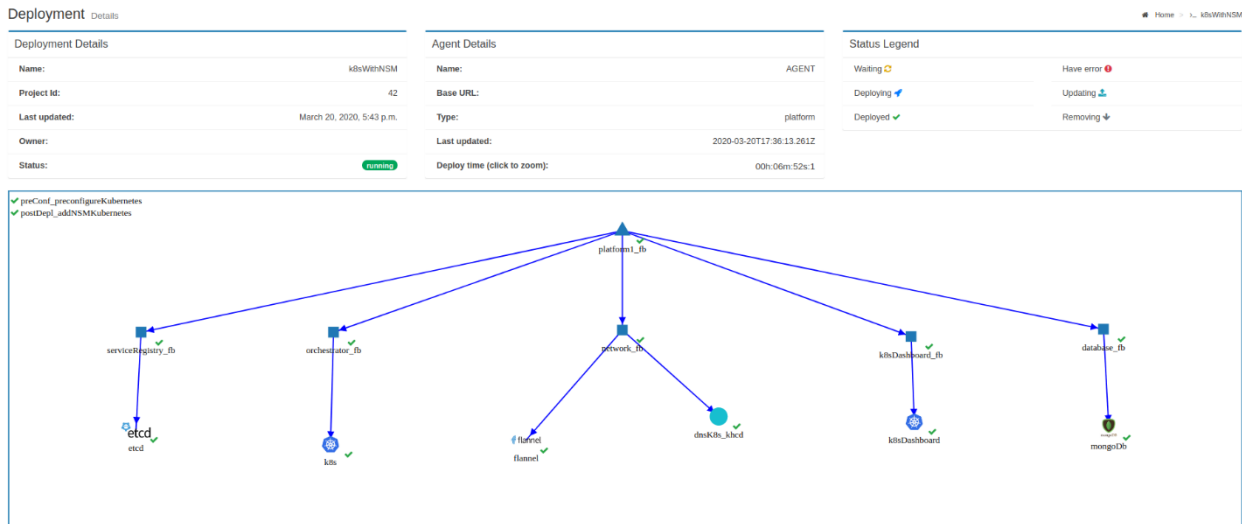 Deployment Details
Home > k8sWithNSM
Deployment Details
Name: k8sWithNSM
Project Id: 42
Last updated: March 20, 2020, 5:43 p.m.
Owner:
Status: running
Agent Details
Name: AGENT
Base URL:
Type: platform
Last updated: 2020-03-20T17:36:13.261Z
Deploy time (click to zoom): 00h:06m:52s:1
Status Legend
Waiting Have error
Deploying Updating
Deployed Removing
preConf_preconfigureKubernetes
postDepl_addNSMKubernetes
platform1_fb
serviceRegistry_fb
orchestrator_fb
network_fb
k8sDashboard_fb
database_fb
etcd
etcd
k8s
flannel
flannel
dnsK8s_khcd
k8sDashboard
mongoDb